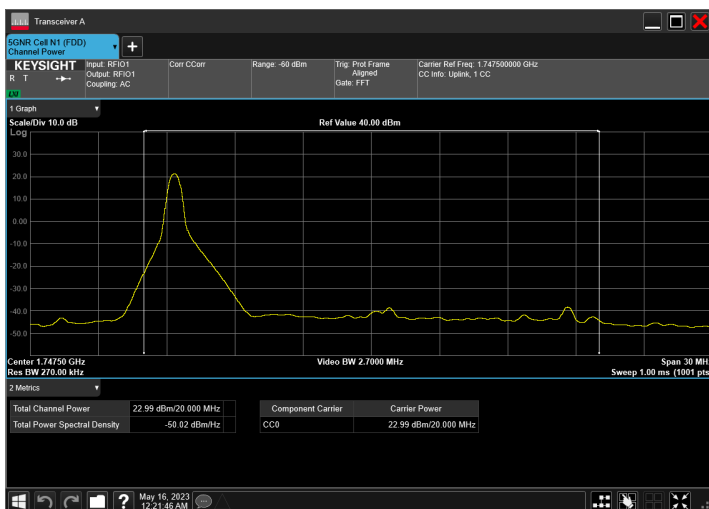 Transceiver A
5GNR Cell N1 (FDD)
Channel Power
KEYSIGHT
R T
LXI
Input: RFIO1
Output: RFIO1
Coupling: AC
Corr CCorr
Range: -60 dBm
Trig: Prot Frame
Aligned
Gate: FFT
Carrier Ref Freq: 1.747500000 GHz
CC Info: Uplink, 1 CC
1 Graph
Scale/Div 10.0 dB
Ref Value 40.00 dBm
Log
30.0
20.0
10.0
0.00
-10.0
-20.0
-30.0
-40.0
-50.0
Center 1.74750 GHz
Video BW 2.7000 MHz
Span 30 MHz
Res BW 270.00 kHz
Sweep 1.00 ms (1001 pts
2 Metrics
Total Channel Power 22.99 dBm/20.000 MHz
Total Power Spectral Density -50.02 dBm/Hz
Component Carrier Carrier Power
CC0 22.99 dBm/20.000 MHz
?
May 16, 2023
12:21:46 AM